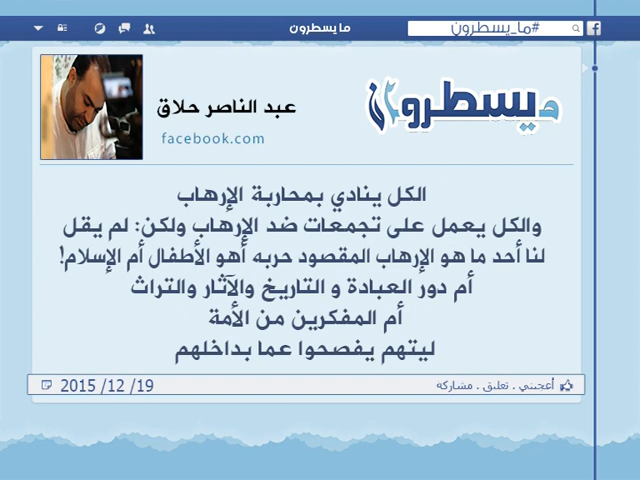 ما يسطرون
#ما_يسطرون
ما يسطرون
عبد الناصر حلاق
facebook.com
الكل ينادي بمحاربة الإرهاب
والكل يعمل على تجمعات ضد الإرهاب ولكن: لم يقل
لنا أحد ما هو الإرهاب المقصود حربه أهو الأطفال أم الإسلام!
أم دور العبادة و التاريخ والآثار والتراث
أم المفكرين من الأمة
ليتهم يفصحوا عما بداخلهم
أعجبني . تعليق . مشاركه
2015 /12 /19